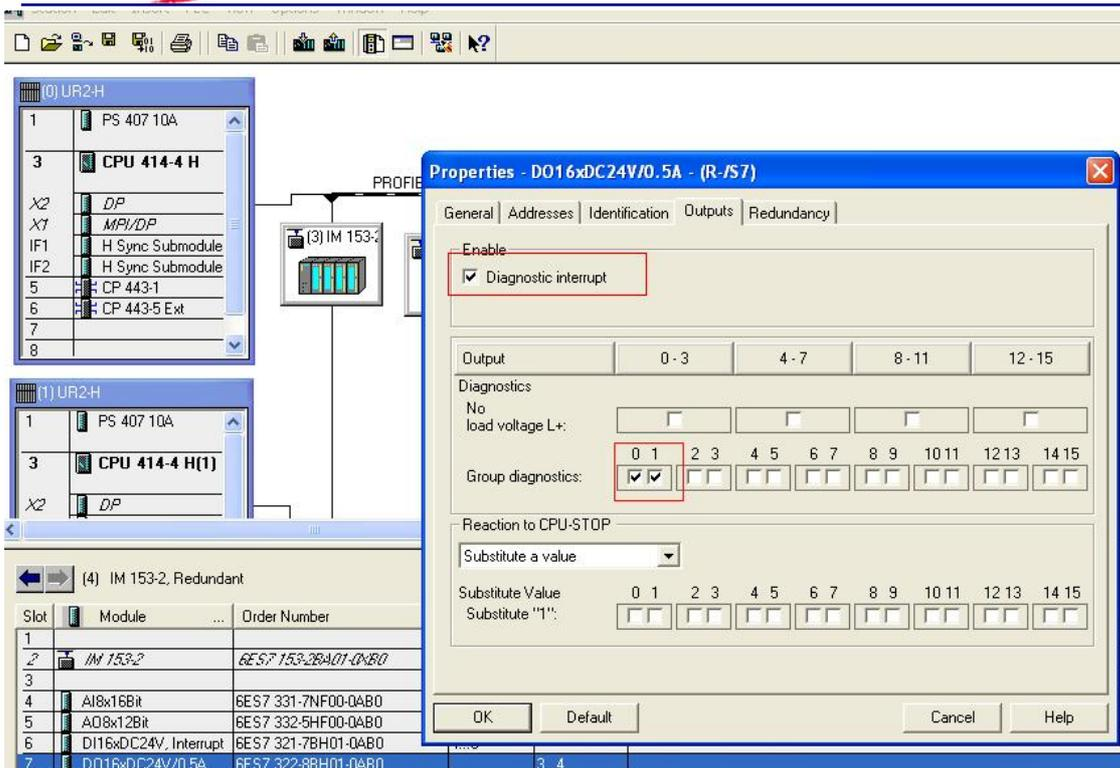 (0) UR2-H
1 PS 407 10A
3 CPU 414-4 H
X2 DP
X1 MPI/DP
IF1 H Sync Submodule
IF2 H Sync Submodule
5 CP 443-1
6 CP 443-5 Ext
7
8
(1) UR2-H
1 PS 407 10A
3 CPU 414-4 H(1)
X2 DP
(3) IM 153-2
Properties - DO16xDC24V/0.5A - (R-/S7)
General Addresses Identification Outputs Redundancy
Enable
Diagnostic interrupt
Output 0 - 3 4 - 7 8 - 11 12 - 15
Diagnostics
No
load voltage L+:
0 1 2 3 4 5 6 7 8 9 10 11 12 13 14 15
Group diagnostics:
Reaction to CPU-STOP
Substitute a value
Substitute Value 0 1 2 3 4 5 6 7 8 9 10 11 12 13 14 15
Substitute "1":
OK Default Cancel Help
(4) IM 153-2, Redundant
Slot Module ... Order Number
1
2 IM 153-2 6ES7 153-2BA01-0XB0
3
4 AI8x16Bit 6ES7 331-7NF00-0AB0
5 AO8x12Bit 6ES7 332-5HF00-0AB0
6 DI16xDC24V, Interrupt 6ES7 321-7BH01-0AB0
7 DO16xDC24V/0.5A 6ES7 322-8BH01-0AB0 3...4